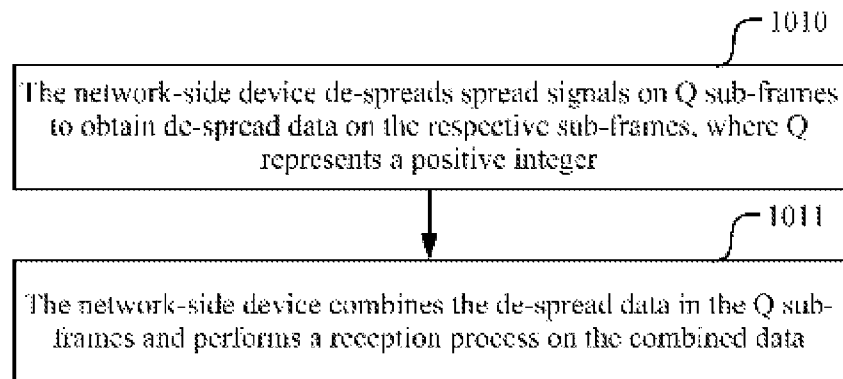 1010
The network-side device de-spreads spread signals on Q sub-frames
to obtain de-spread data on the respective sub-frames, where Q
represents a positive integer
1011
The network-side device combines the de-spread data in the Q sub-
frames and performs a reception process on the combined data